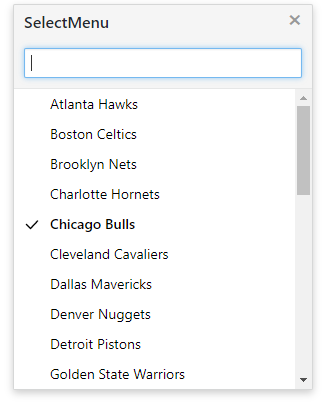 SelectMenu
Atlanta Hawks
Boston Celtics
Brooklyn Nets
Charlotte Hornets
Chicago Bulls
Cleveland Cavaliers
Dallas Mavericks
Denver Nuggets
Detroit Pistons
Golden State Warriors